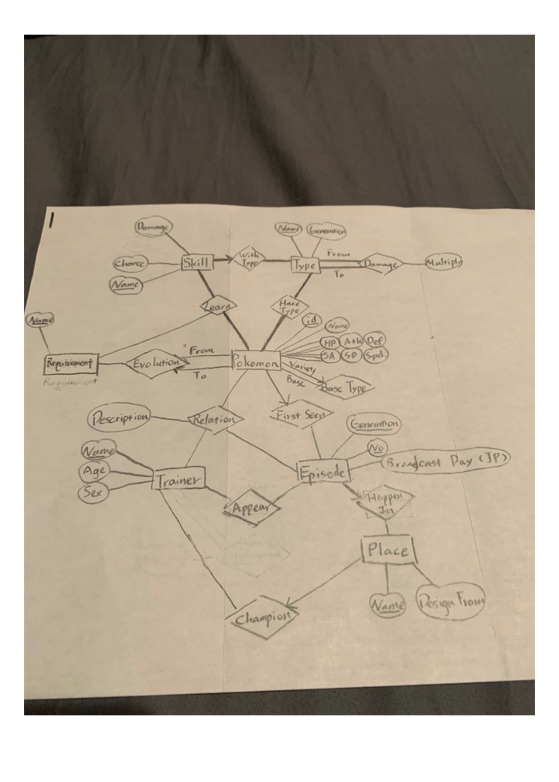 1
Damage
Name
Generation
Chance
Skill
With
Type
Type
From
To
Damage
Multiply
Name
Name
Learn
Have
Type
id
Name
HP
Atk
Def
SA
SD
Spd
Evolution
From
To
Pokemon
Variety
Base
Base Type
Description
Relation
First Seen
Generation
Name
Age
Sex
Trainer
Episode
No
Broadcast Day (JP)
Appear
Happen
In
Place
Champion
Name
Design From